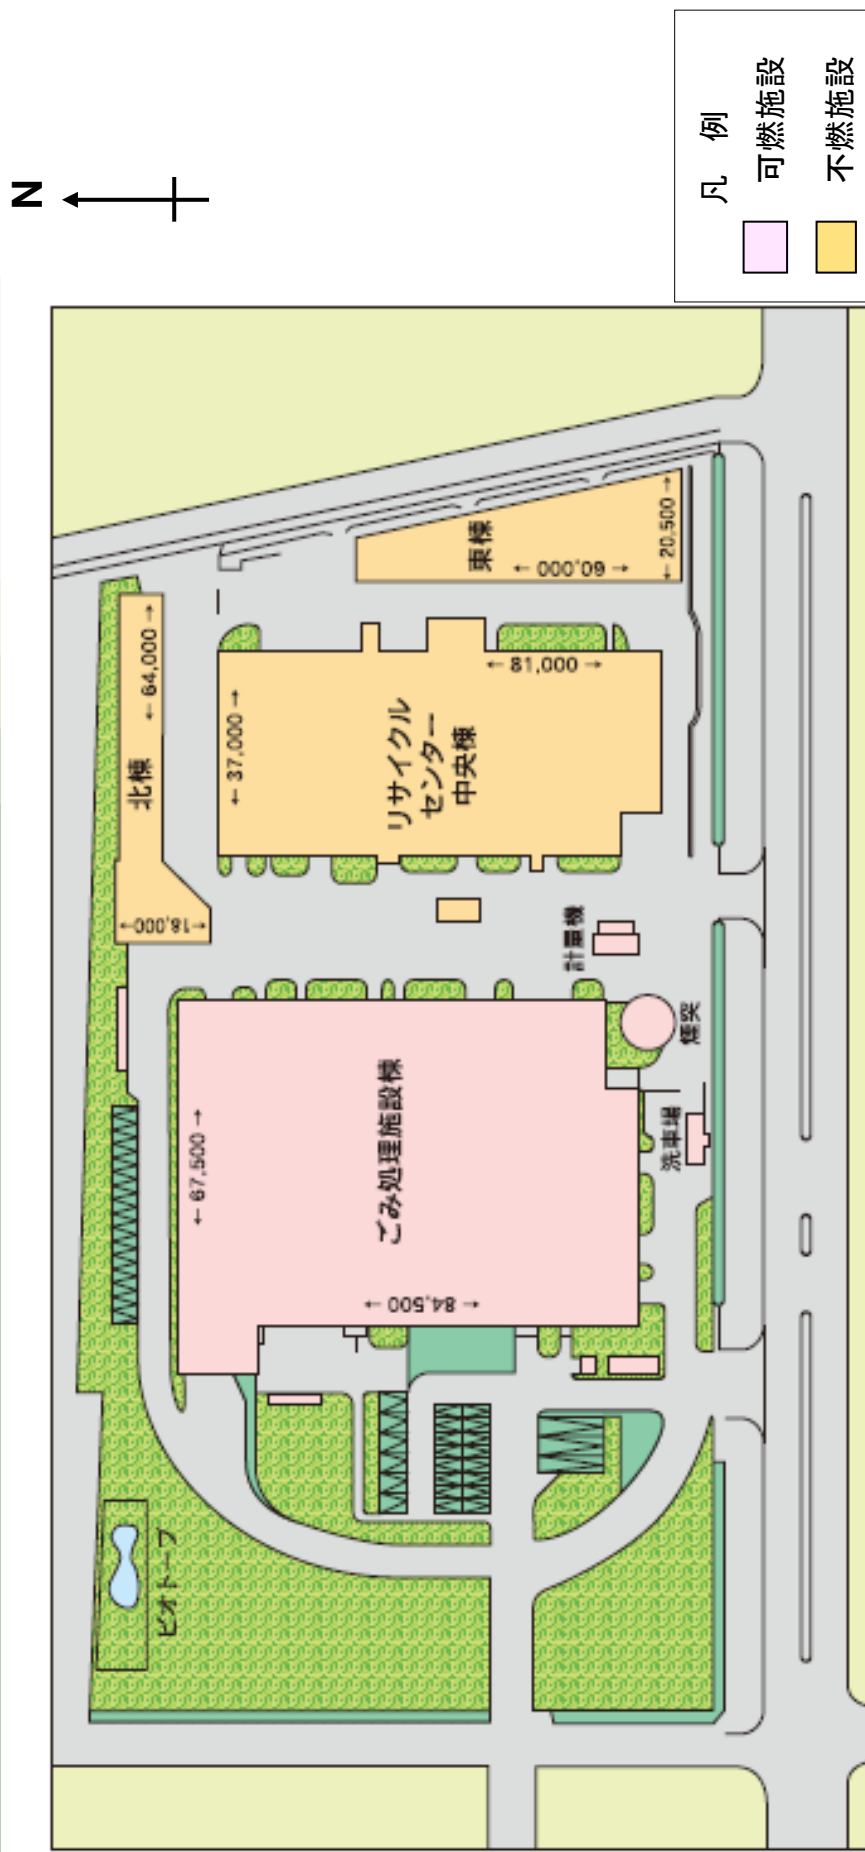 N
凡 例
可燃施設
不燃施設
北棟
← 64,000 →
←18,000→
← 37,000 →
リサイクル
センター
中央棟
← 81,000 →
東棟
← 60,000 →
← 20,500 →
計量機
煙突
洗車場
ごみ処理施設棟
← 67,500 →
← 84,500 →
ビオトープ